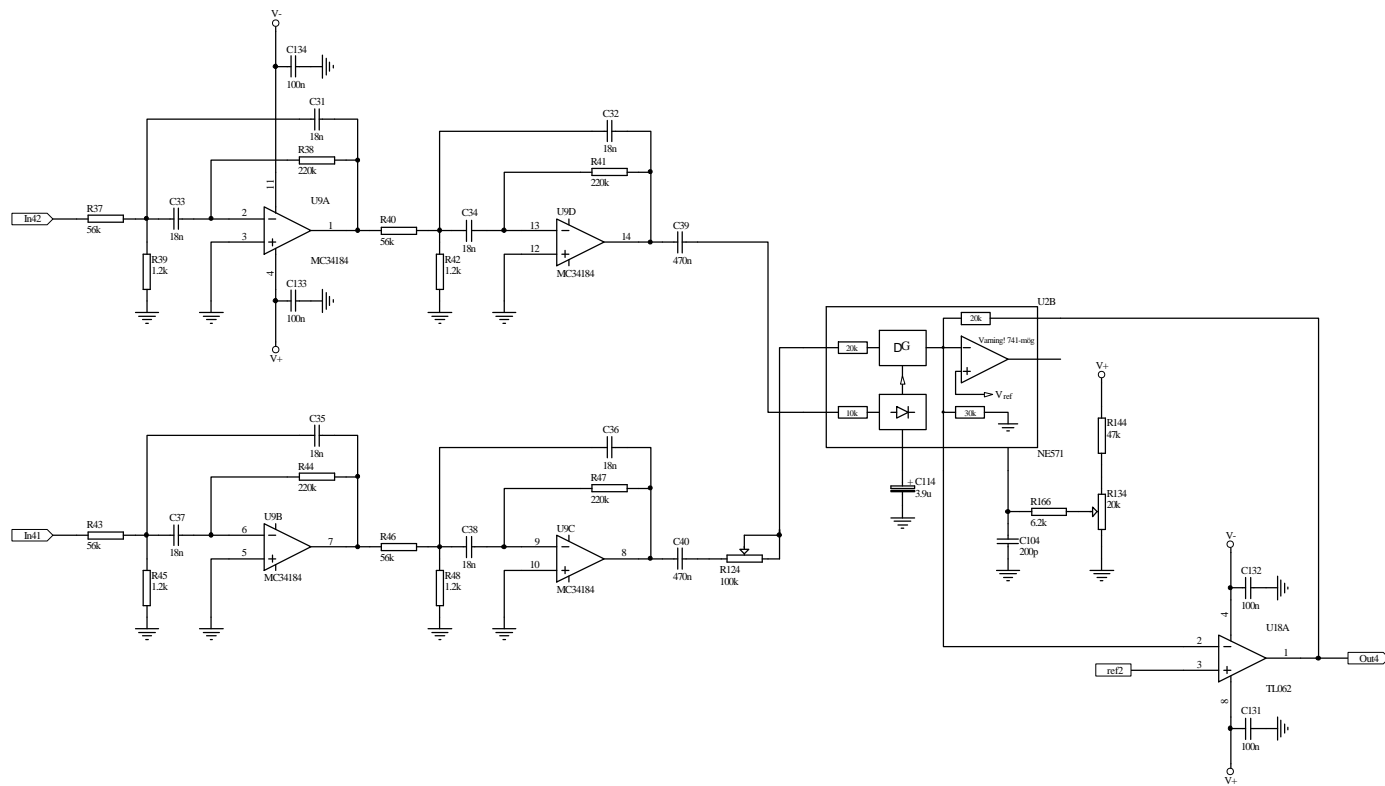 V-
C134
100n
C31
18n
R38
220k
11
U9A
In42
R37
56k
C33
18n
2
3
1
MC34184
R39
1.2k
4
C133
100n
V+
C32
18n
R41
220k
U9D
R40
56k
C34
18n
13
12
14
MC34184
R42
1.2k
C39
470n
U2B
20k
20k
DG
Varning! 741-mög
Vref
10k
30k
NE571
C114
+
3.9u
V+
R144
47k
R134
20k
R166
6.2k
C104
200p
C35
18n
R44
220k
U9B
In41
R43
56k
C37
18n
6
5
7
MC34184
R45
1.2k
C36
18n
R47
220k
U9C
R46
56k
C38
18n
9
10
8
MC34184
R48
1.2k
C40
470n
R124
100k
V-
C132
100n
4
U18A
2
3
1
ref2
Out4
TL062
8
C131
100n
V+